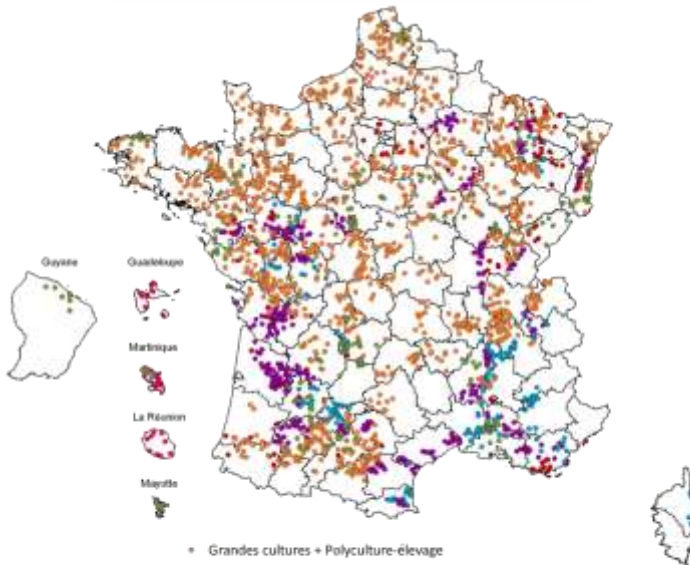 Guyane
Guadeloupe
Martinique
La Réunion
Mayotte
Grandes cultures + Polyculture-élevage